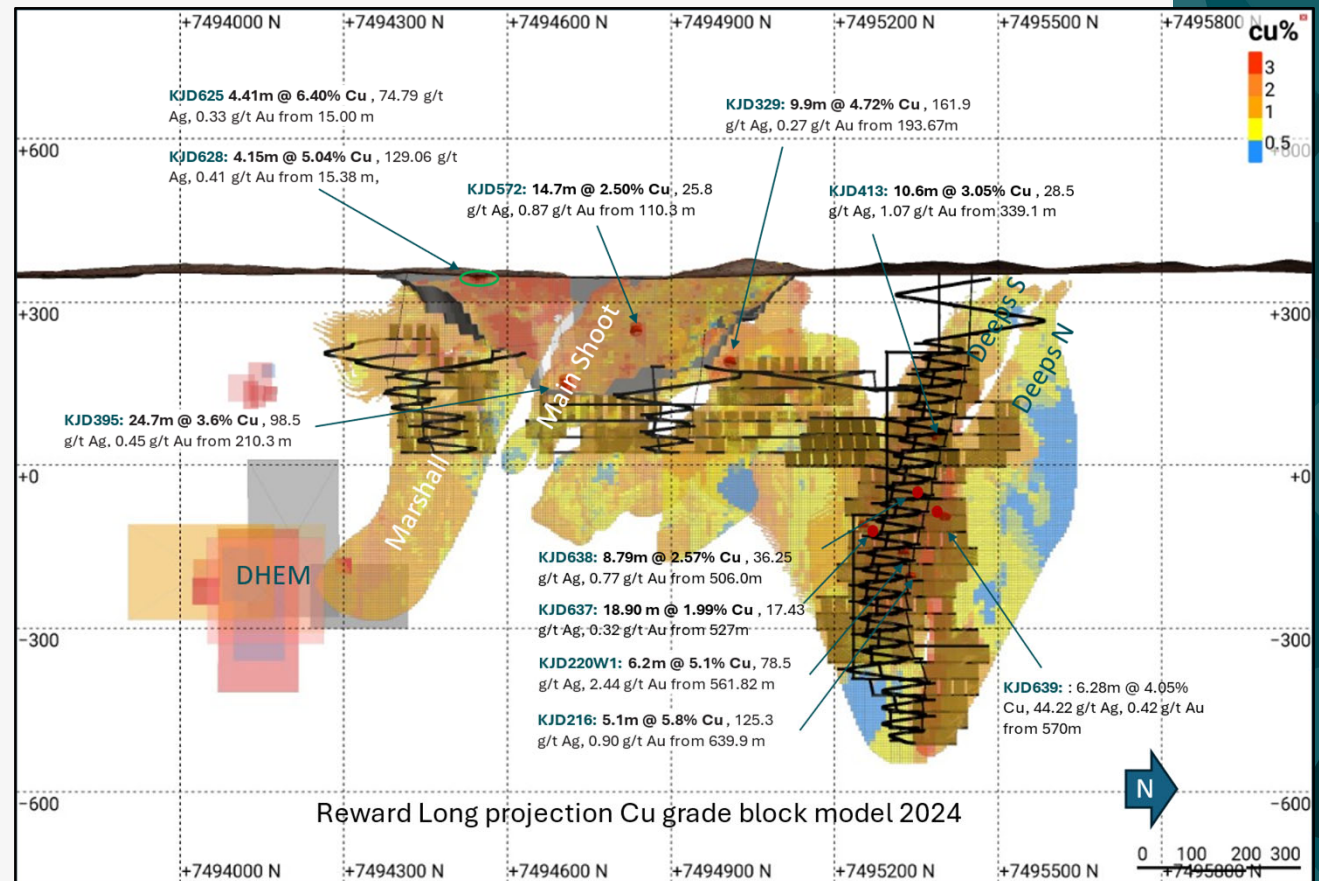 +7494000 N +7494300 N +7494600 N +7494900 N +7495200 N +7495500 N +7495800 N
cu%
3
2
1
0.5
KJD625 4.41m @ 6.40% Cu , 74.79 g/t
Ag, 0.33 g/t Au from 15.00 m
KJD628: 4.15m @ 5.04% Cu , 129.06 g/t
Ag, 0.41 g/t Au from 15.38 m,
KJD572: 14.7m @ 2.50% Cu , 25.8
g/t Ag, 0.87 g/t Au from 110.3 m
KJD329: 9.9m @ 4.72% Cu , 161.9
g/t Ag, 0.27 g/t Au from 193.67m
KJD413: 10.6m @ 3.05% Cu , 28.5
g/t Ag, 1.07 g/t Au from 339.1 m
+600 +600
+300 +300
Deeps S
Deeps N
Main Shoot
Marshall
KJD395: 24.7m @ 3.6% Cu , 98.5
g/t Ag, 0.45 g/t Au from 210.3 m
+0 +0
DHEM
KJD638: 8.79m @ 2.57% Cu , 36.25
g/t Ag, 0.77 g/t Au from 506.0m
KJD637: 18.90 m @ 1.99% Cu , 17.43
g/t Ag, 0.32 g/t Au from 527m
KJD220W1: 6.2m @ 5.1% Cu, 78.5
g/t Ag, 2.44 g/t Au from 561.82 m
KJD216: 5.1m @ 5.8% Cu , 125.3
g/t Ag, 0.90 g/t Au from 639.9 m
KJD639: : 6.28m @ 4.05%
Cu, 44.22 g/t Ag, 0.42 g/t Au
from 570m
−300 −300
−600 −600
N
Reward Long projection Cu grade block model 2024
0 100 200 300
+7494000 N +7494300 N +7494600 N +7494900 N +7495200 N +7495500 N +7495800 N